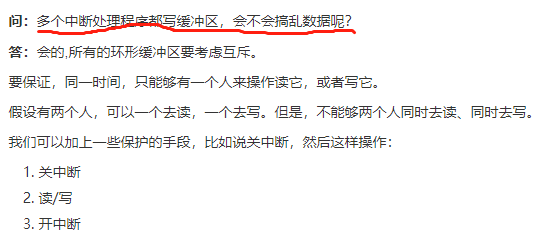 问：多个中断处理程序都写缓冲区，会不会搞乱数据呢？
答：会的,所有的环形缓冲区要考虑互斥。
要保证，同一时间，只能够有一个人来操作读它，或者写它。
假设有两个人，可以一个去读，一个去写。但是，不能够两个人同时去读、同时去写。
我们可以加上一些保护的手段，比如说关中断，然后这样操作：
1. 关中断
2. 读/写
3. 开中断